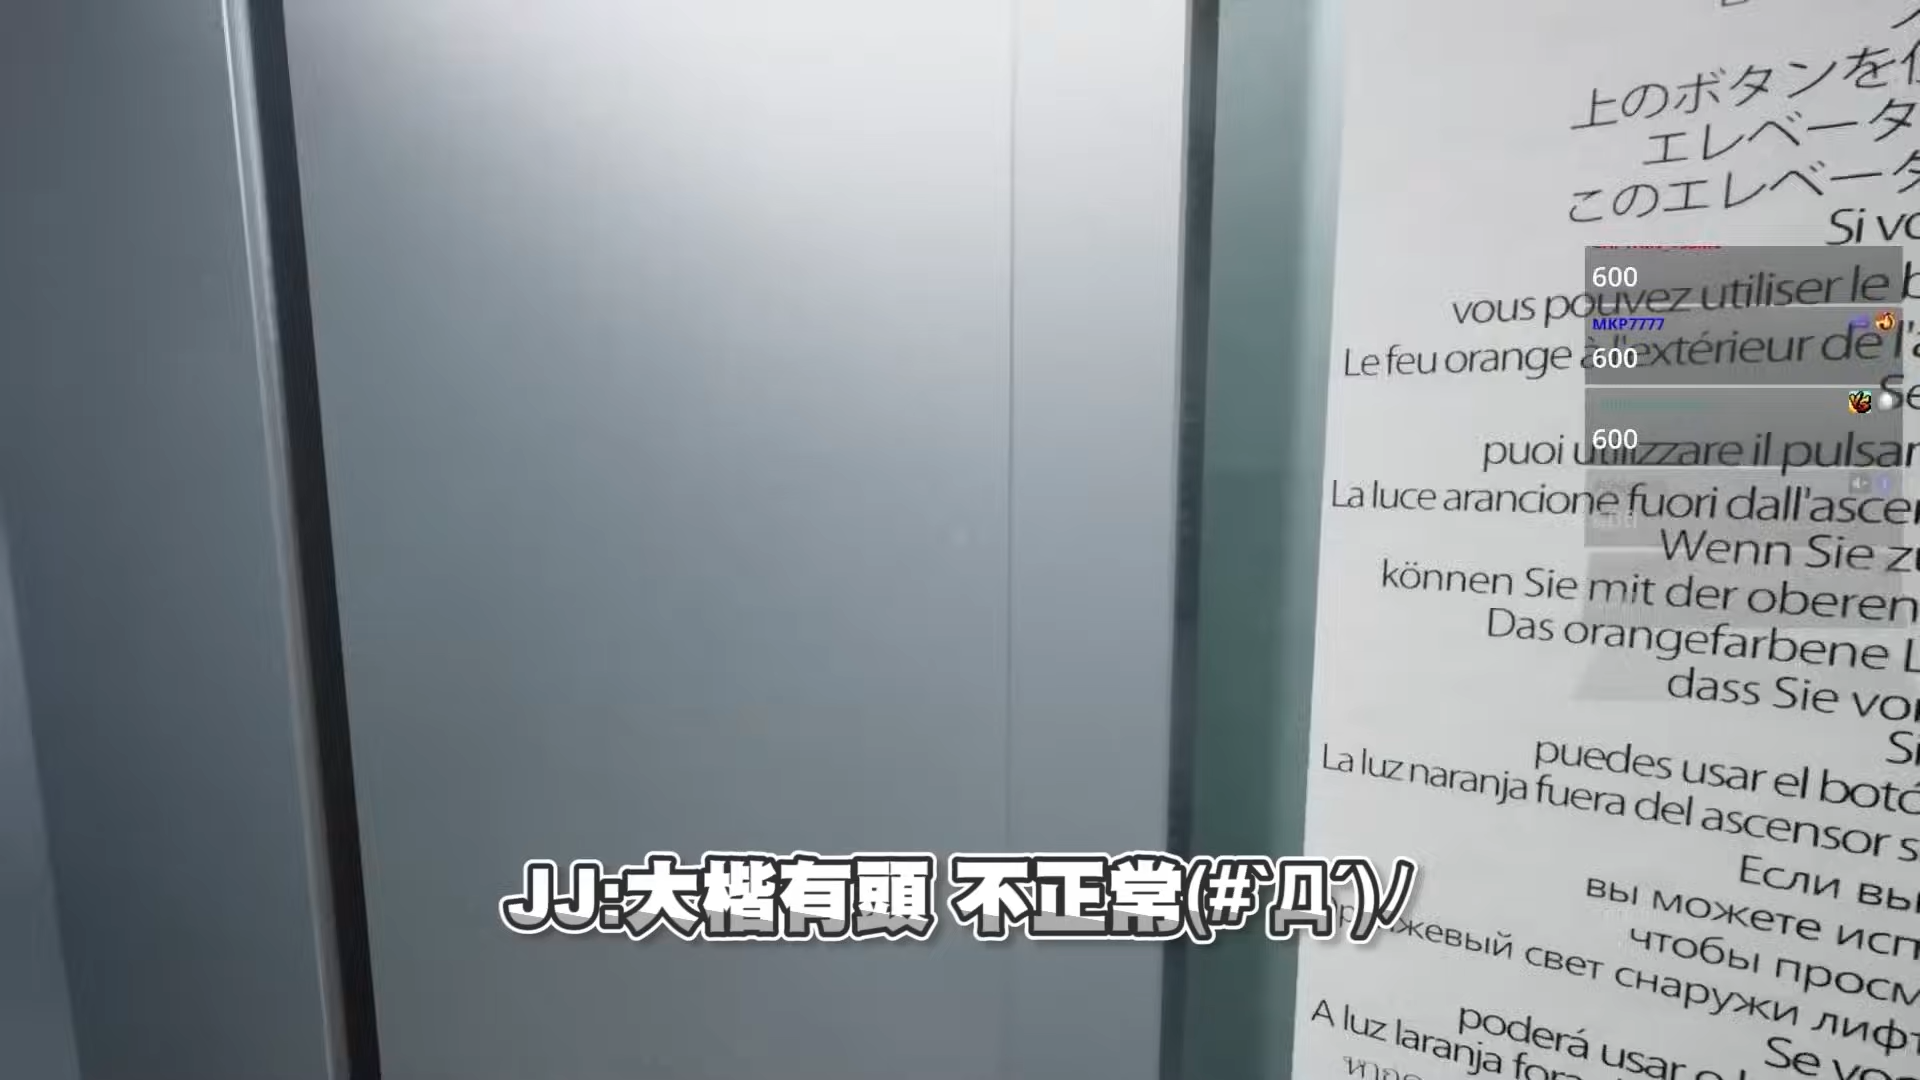 上のボタンを
エレベータ
このエレベータ
Si vo
600
vous pouvez utiliser le b
MKP7777
Le feu orange à l'extérieur de l'a
600
Se
600
puoi utilizzare il pulsan
La luce arancione fuori dall'ascen
Wenn Sie zu
können Sie mit der oberen
Das orangefarbene L
dass Sie vor
Si
puedes usar el botó
La luz naranja fuera del ascensor s
Если вы
JJ:大楷有頭 不正常(#`Д´)ﾉ
вы можете исп
чтобы просм
жевый свет снаружи лифт
poderá usar o b
Se vo
A luz laranja fora